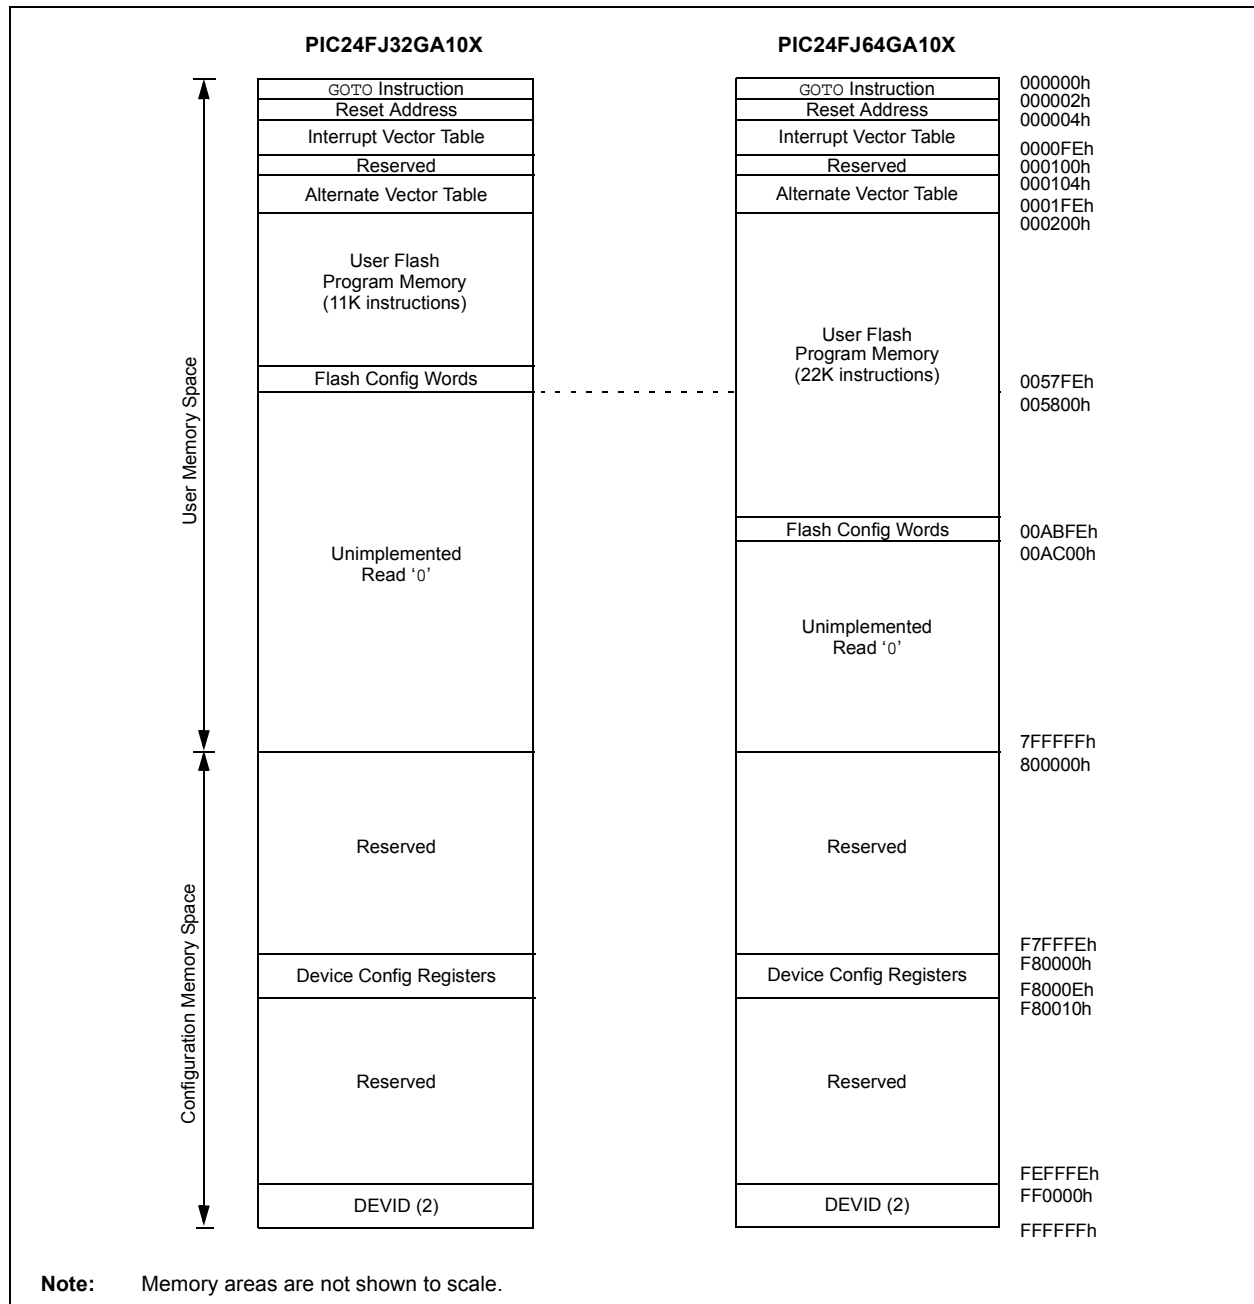 PIC24FJ32GA10X
PIC24FJ64GA10X
GOTO Instruction
Reset Address
Interrupt Vector Table
Reserved
Alternate Vector Table
User Flash
Program Memory
(11K instructions)
Flash Config Words
Unimplemented
Read ‘0’
Reserved
Device Config Registers
Reserved
DEVID (2)
GOTO Instruction
Reset Address
Interrupt Vector Table
Reserved
Alternate Vector Table
User Flash
Program Memory
(22K instructions)
Flash Config Words
Unimplemented
Read ‘0’
Reserved
Device Config Registers
Reserved
DEVID (2)
000000h
000002h
000004h
0000FEh
000100h
000104h
0001FEh
000200h
0057FEh
005800h
00ABFEh
00AC00h
7FFFFFh
800000h
F7FFFEh
F80000h
F8000Eh
F80010h
FEFFFEh
FF0000h
FFFFFFh
User Memory Space
Configuration Memory Space
Note: Memory areas are not shown to scale.